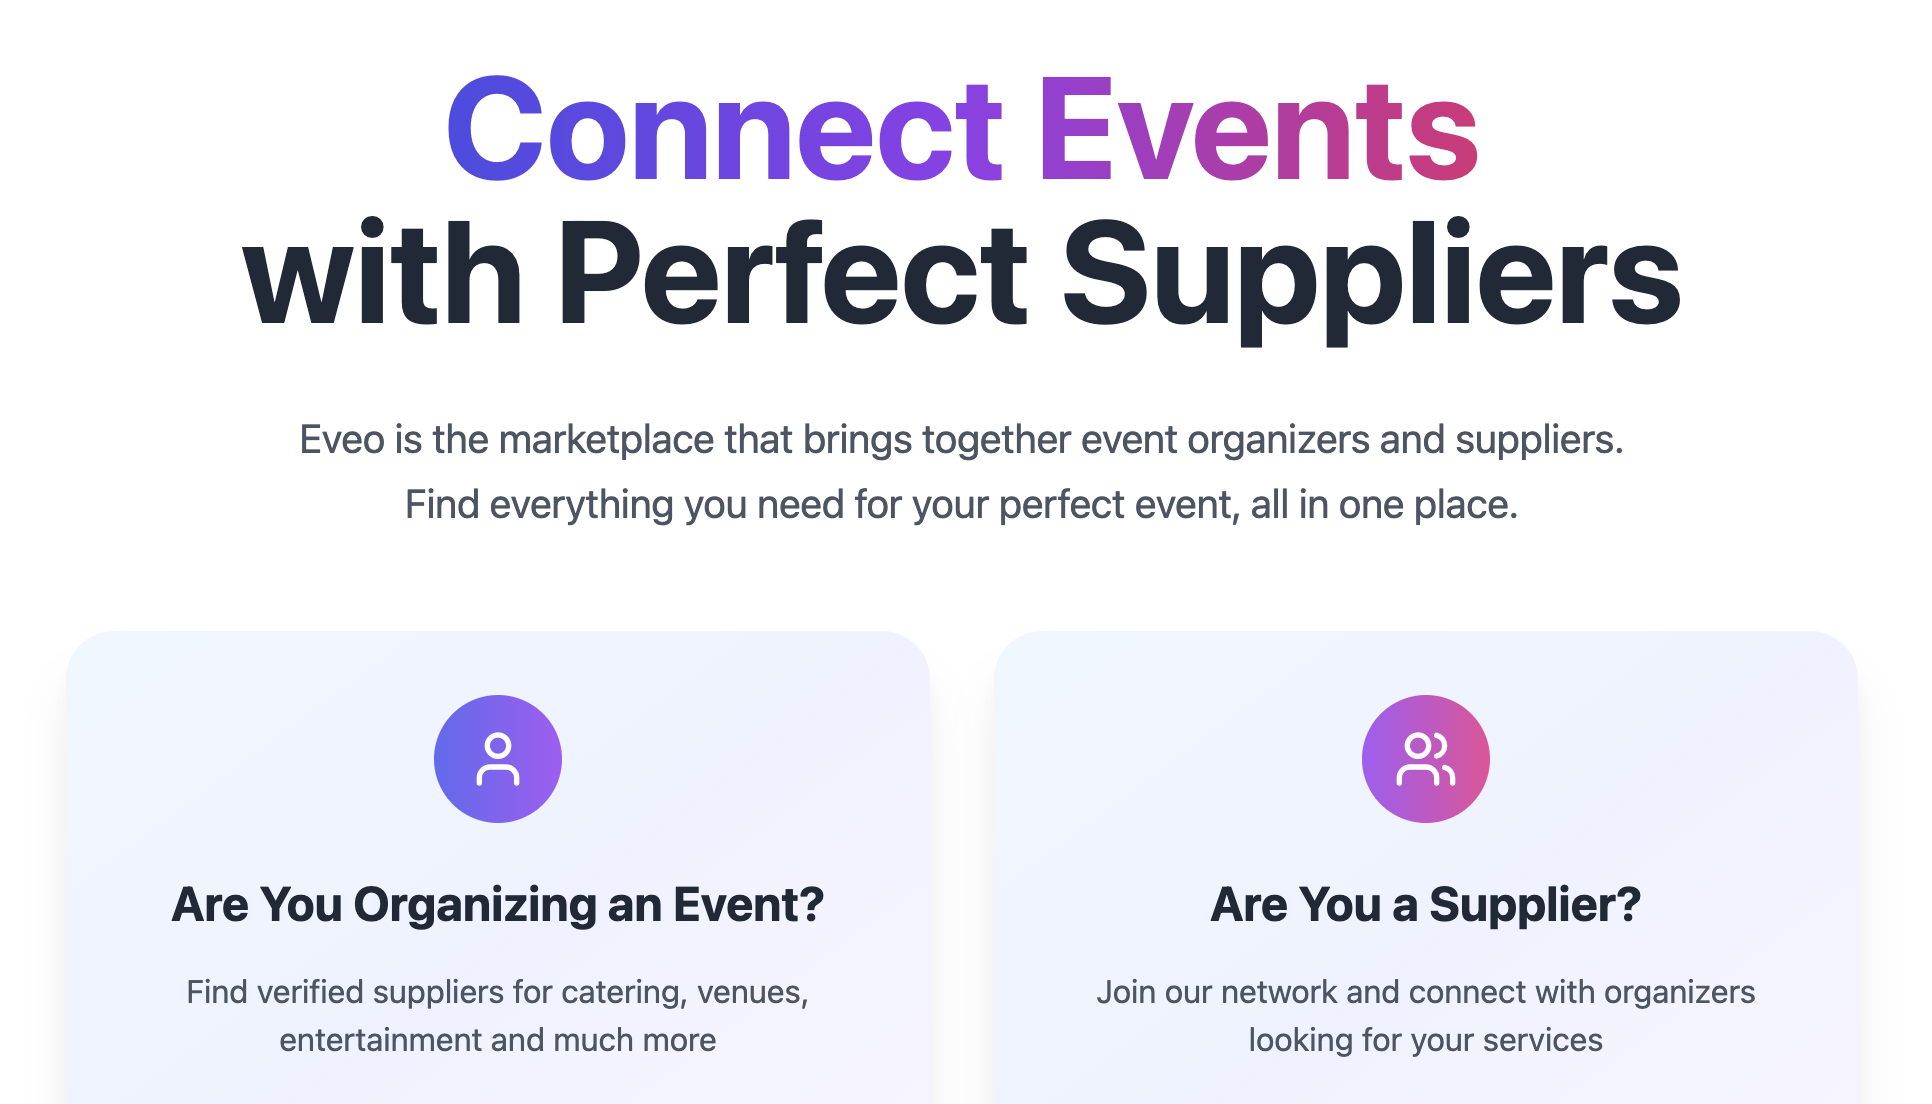 Connect Events
with Perfect Suppliers
Eveo is the marketplace that brings together event organizers and suppliers.
Find everything you need for your perfect event, all in one place.
Are You Organizing an Event?
Find verified suppliers for catering, venues,
entertainment and much more
Are You a Supplier?
Join our network and connect with organizers
looking for your services